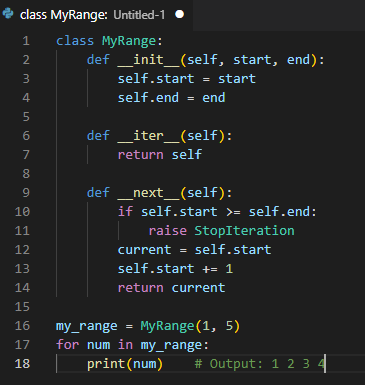 class MyRange: Untitled-1 ●
1 class MyRange:
2     def __init__(self, start, end):
3         self.start = start
4         self.end = end
5
6     def __iter__(self):
7         return self
8
9     def __next__(self):
10         if self.start >= self.end:
11             raise StopIteration
12         current = self.start
13         self.start += 1
14         return current
15
16 my_range = MyRange(1, 5)
17 for num in my_range:
18     print(num)    # Output: 1 2 3 4